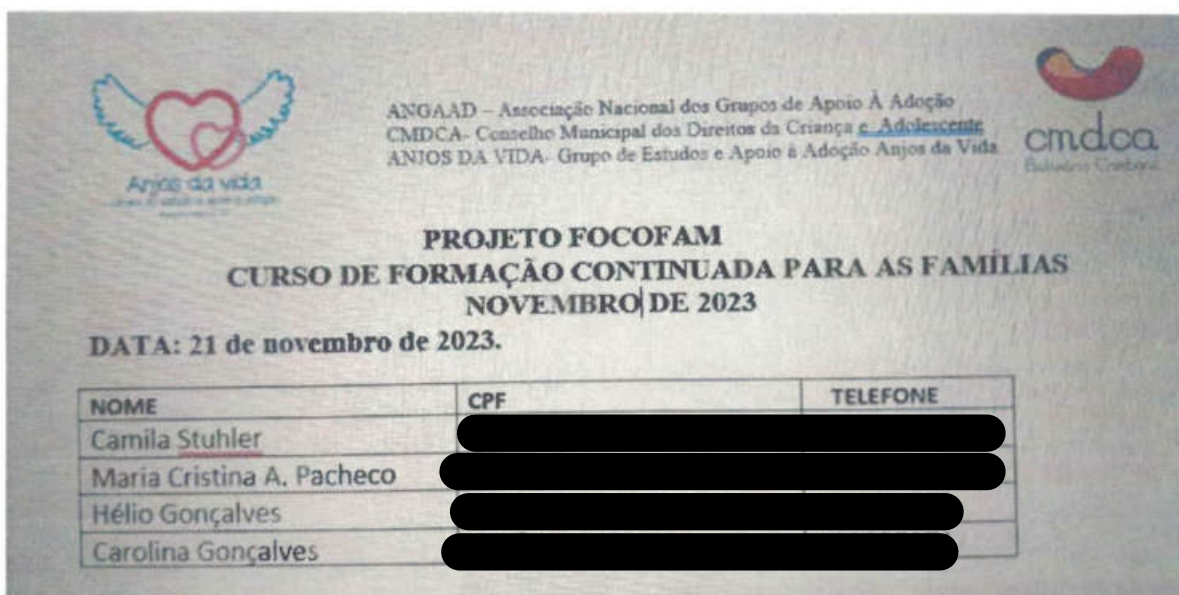 Anjos da vida
ANGAAD – Associação Nacional dos Grupos de Apoio À Adoção
CMDCA- Conselho Municipal dos Direitos da Criança e Adolescente
ANJOS DA VIDA- Grupo de Estudos e Apoio à Adoção Anjos da Vida
cmdca
Balneário Camboriú
PROJETO FOCOFAM
CURSO DE FORMAÇÃO CONTINUADA PARA AS FAMÍLIAS
NOVEMBRO DE 2023
DATA: 21 de novembro de 2023.
NOME CPF TELEFONE
Camila Stuhler
Maria Cristina A. Pacheco
Hélio Gonçalves
Carolina Gonçalves